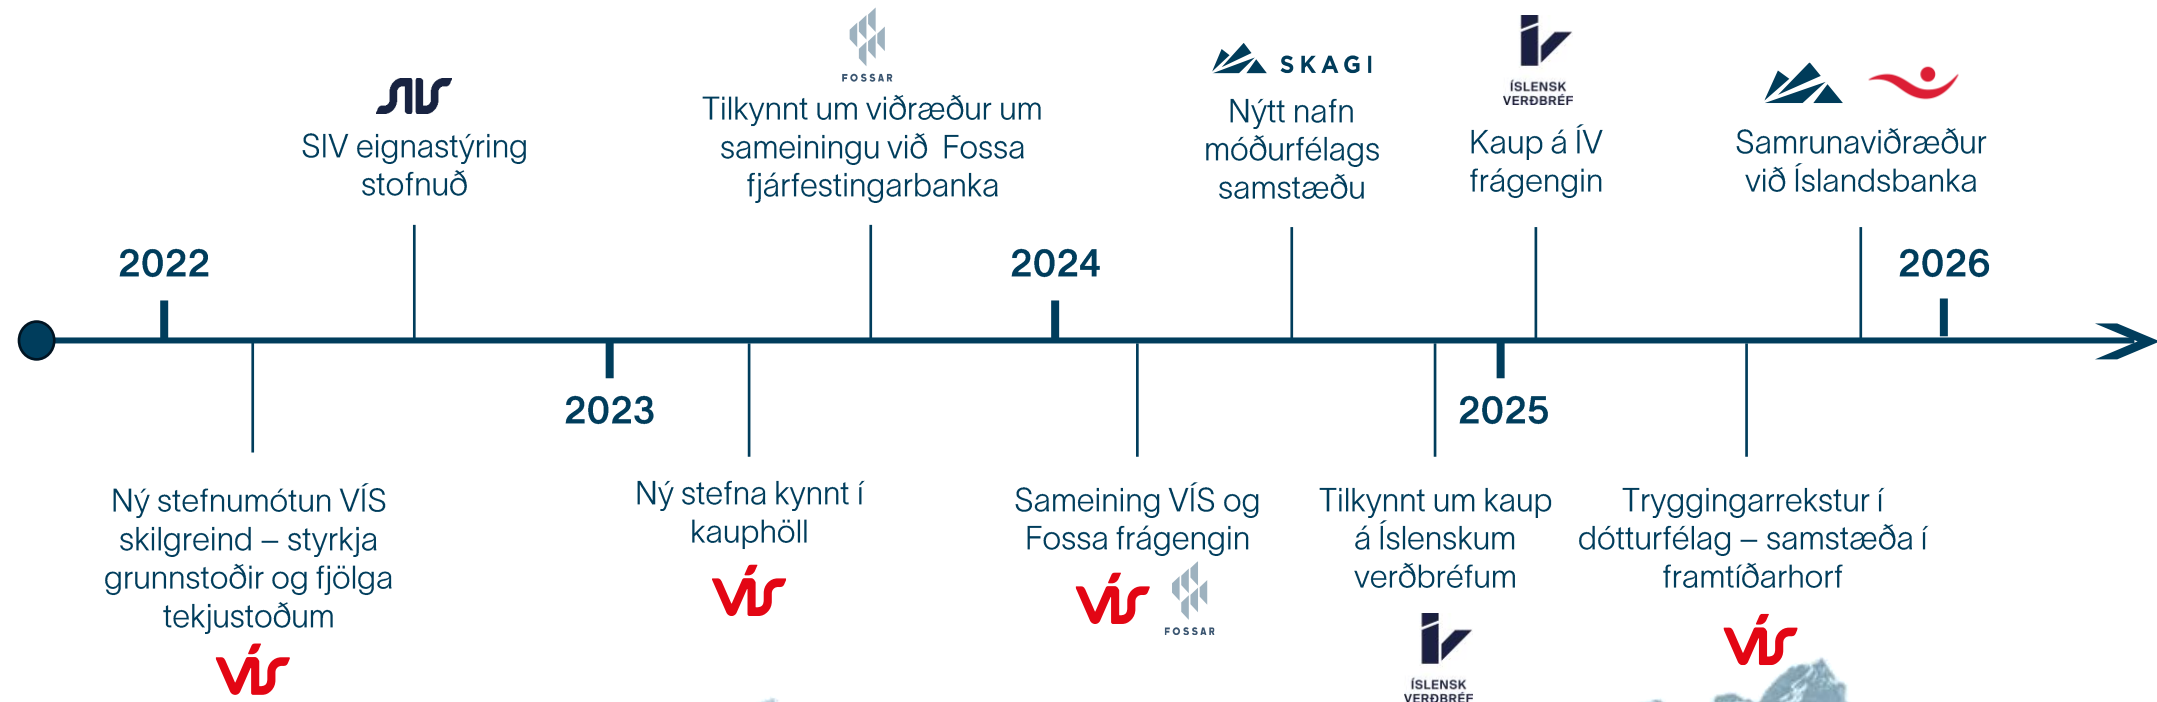 SIV
SIV eignastýring
stofnuð
FOSSAR
Tilkynnt um viðræður um
sameiningu við Fossa
fjárfestingarbanka
SKAGI
Nýtt nafn
móðurfélags
samstæðu
ÍV
ÍSLENSK
VERÐBRÉF
Kaup á ÍV
frágengin
Samrunaviðræður
við Íslandsbanka
2022
2024
2026
2023
2025
Ný stefnumótun VÍS
skilgreind – styrkja
grunnstoðir og fjölga
tekjustoðum
VÍS
Ný stefna kynnt í
kauphöll
VÍS
Sameining VÍS og
Fossa frágengin
VÍS
FOSSAR
Tilkynnt um kaup
á Íslenskum
verðbréfum
ÍV
ÍSLENSK
VERÐBRÉF
Tryggingarrekstur í
dótturfélag – samstæða í
framtíðarhorf
VÍS